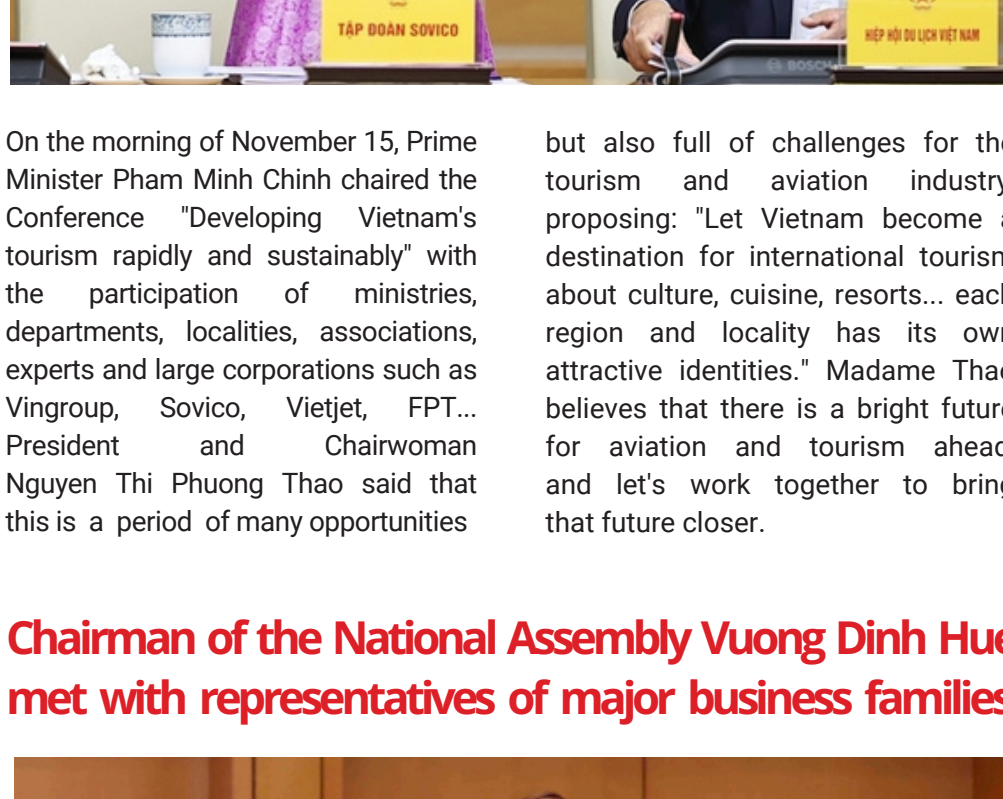 TẬP ĐOÀN SOVICO
HIỆP HỘI DU LỊCH VIỆT NAM
BOSCH
On the morning of November 15, Prime
Minister Pham Minh Chinh chaired the
Conference "Developing Vietnam's
tourism rapidly and sustainably" with
the participation of ministries,
departments, localities, associations,
experts and large corporations such as
Vingroup, Sovico, Vietjet, FPT...
President and Chairwoman
Nguyen Thi Phuong Thao said that
this is a period of many opportunities
but also full of challenges for the
tourism and aviation industry
proposing: "Let Vietnam become a
destination for international tourism
about culture, cuisine, resorts... each
region and locality has its own
attractive identities." Madame Thao
believes that there is a bright future
for aviation and tourism ahead
and let's work together to bring
that future closer.
Chairman of the National Assembly Vuong Dinh Hue
met with representatives of major business families